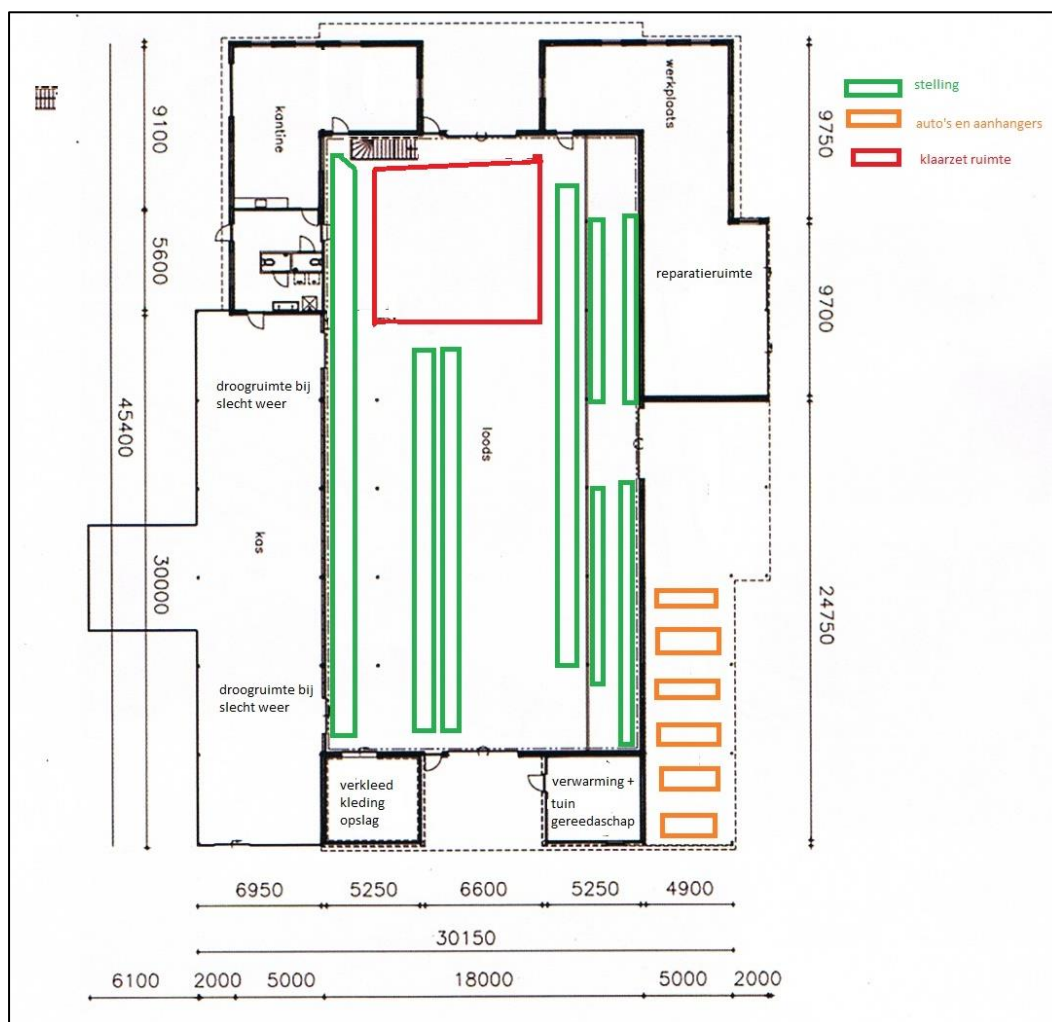 stelling
auto's en aanhangers
klaarzet ruimte
werkplaats
kantine
9100
9750
5600
reparatieruimte
9700
droogruimte bij
slecht weer
45400
loods
kas
30000
24750
droogruimte bij
slecht weer
verkleed
kleding
opslag
verwarming +
tuin
gereedaschap
6950
5250
6600
5250
4900
30150
6100
2000
5000
18000
5000
2000